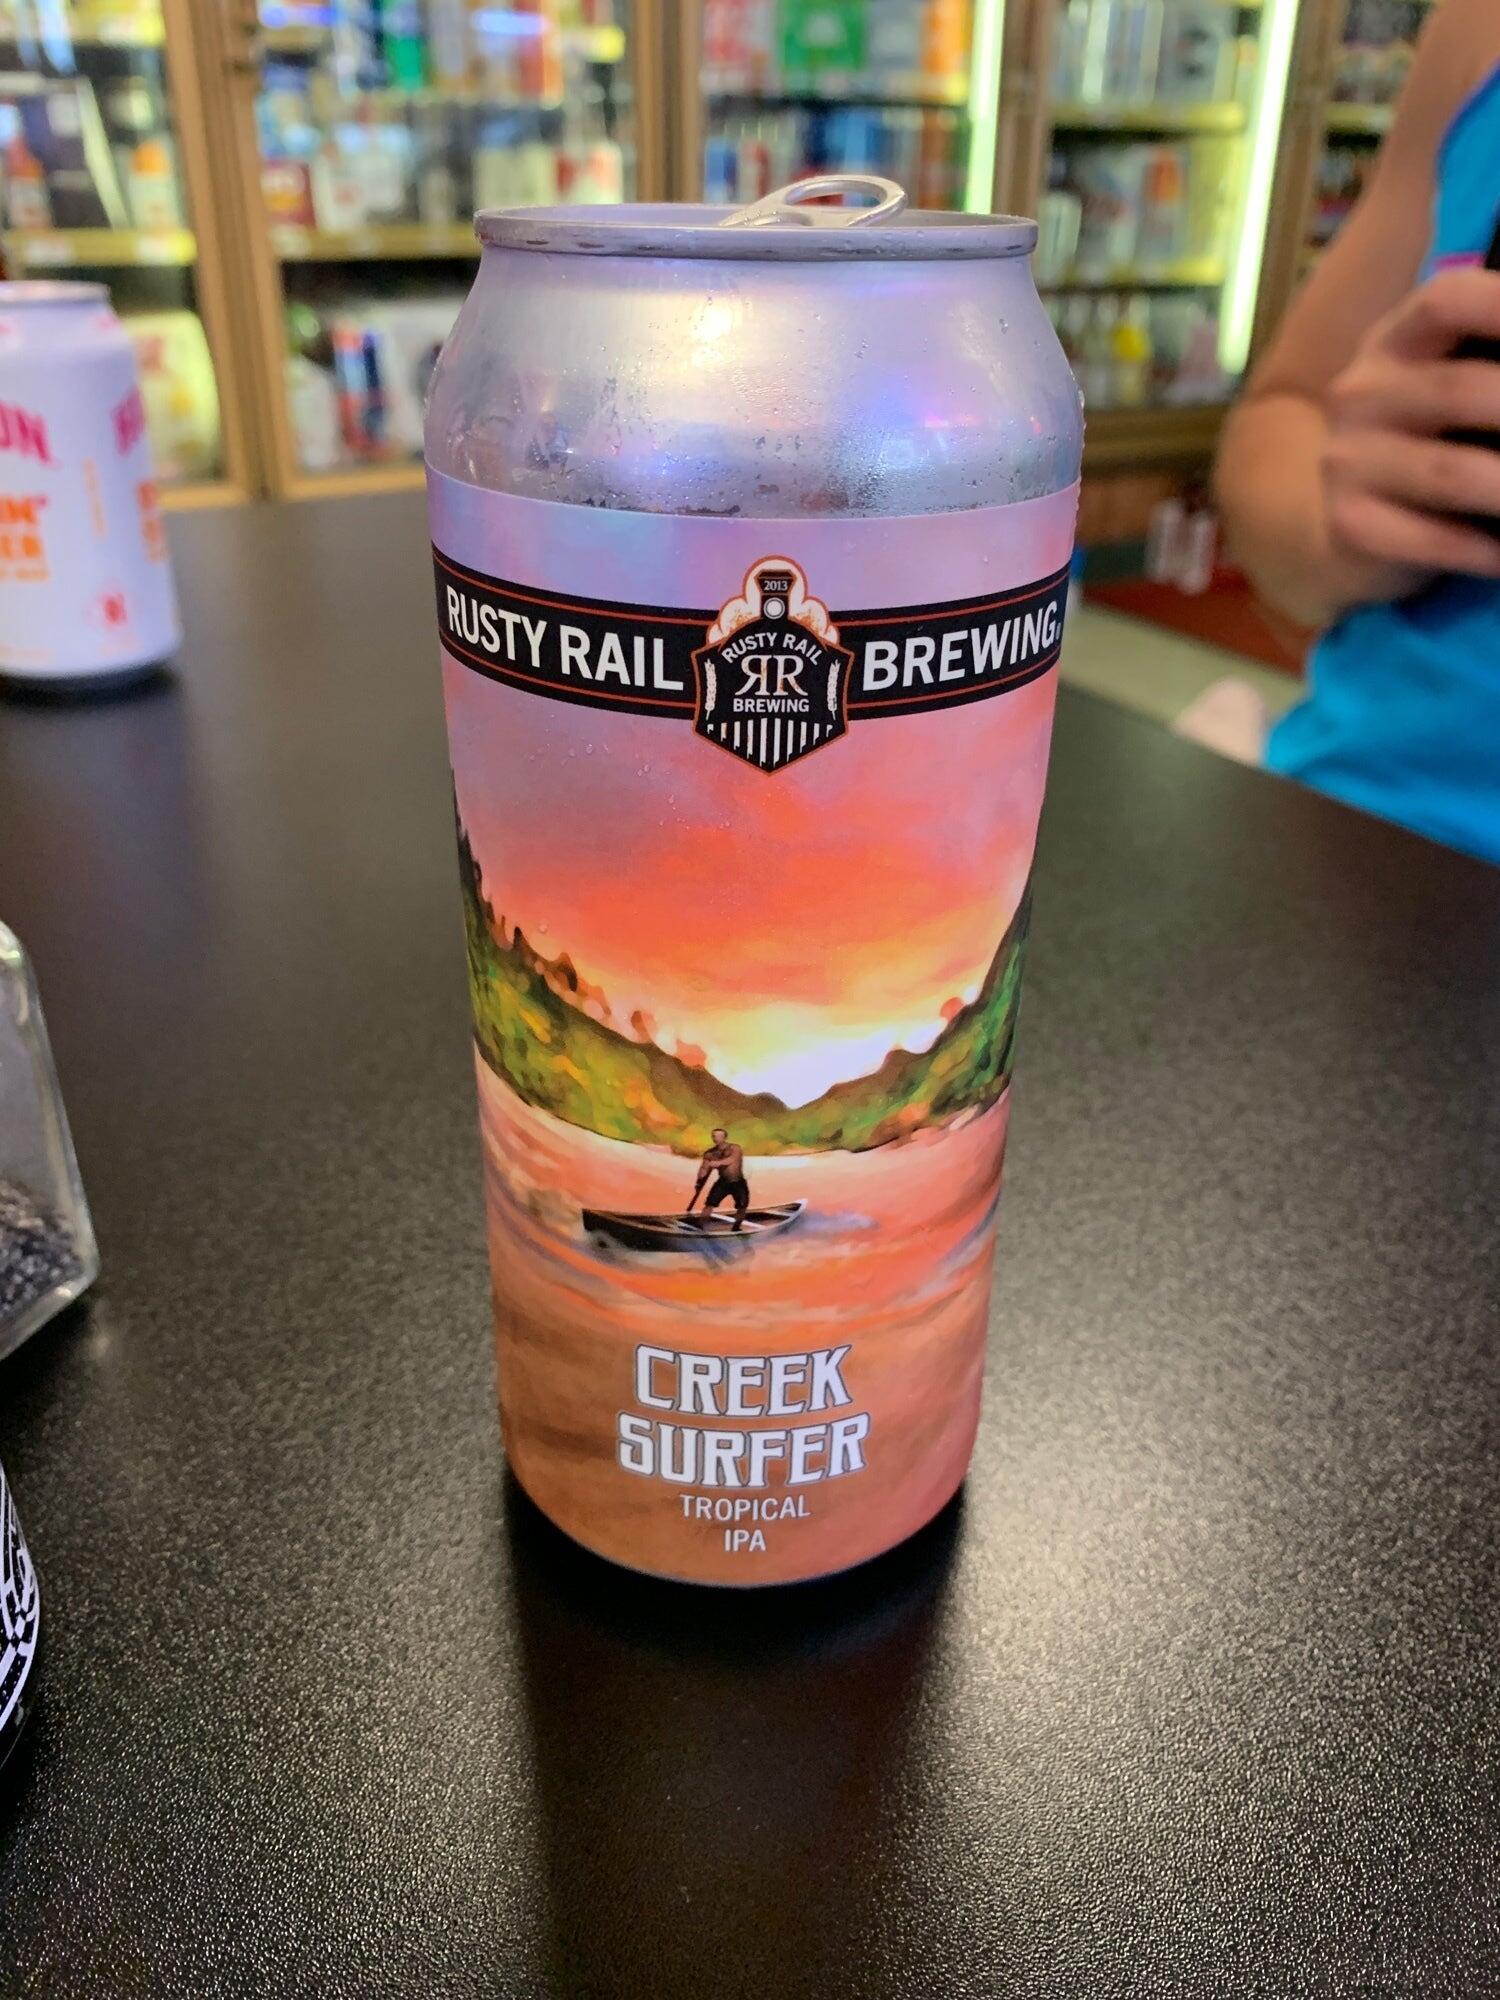 RUSTY RAIL BREWING
2013
RUSTY RAIL
RR
BREWING
CREEK
SURFER
TROPICAL
IPA